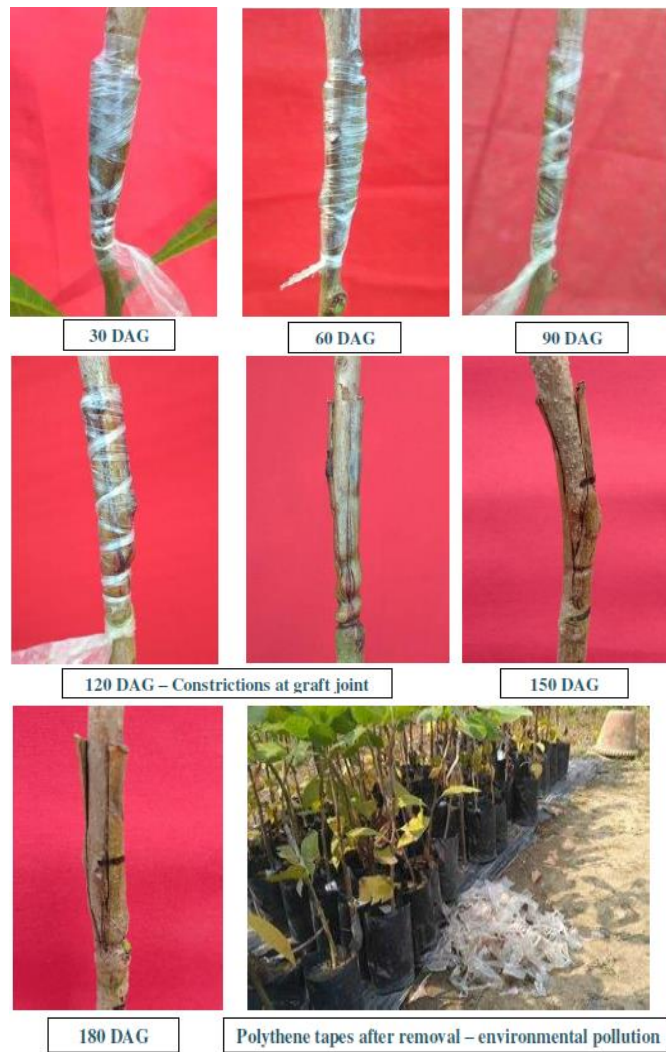 30 DAG
60 DAG
90 DAG
120 DAG – Constrictions at graft joint
150 DAG
180 DAG
Polythene tapes after removal – environmental pollution